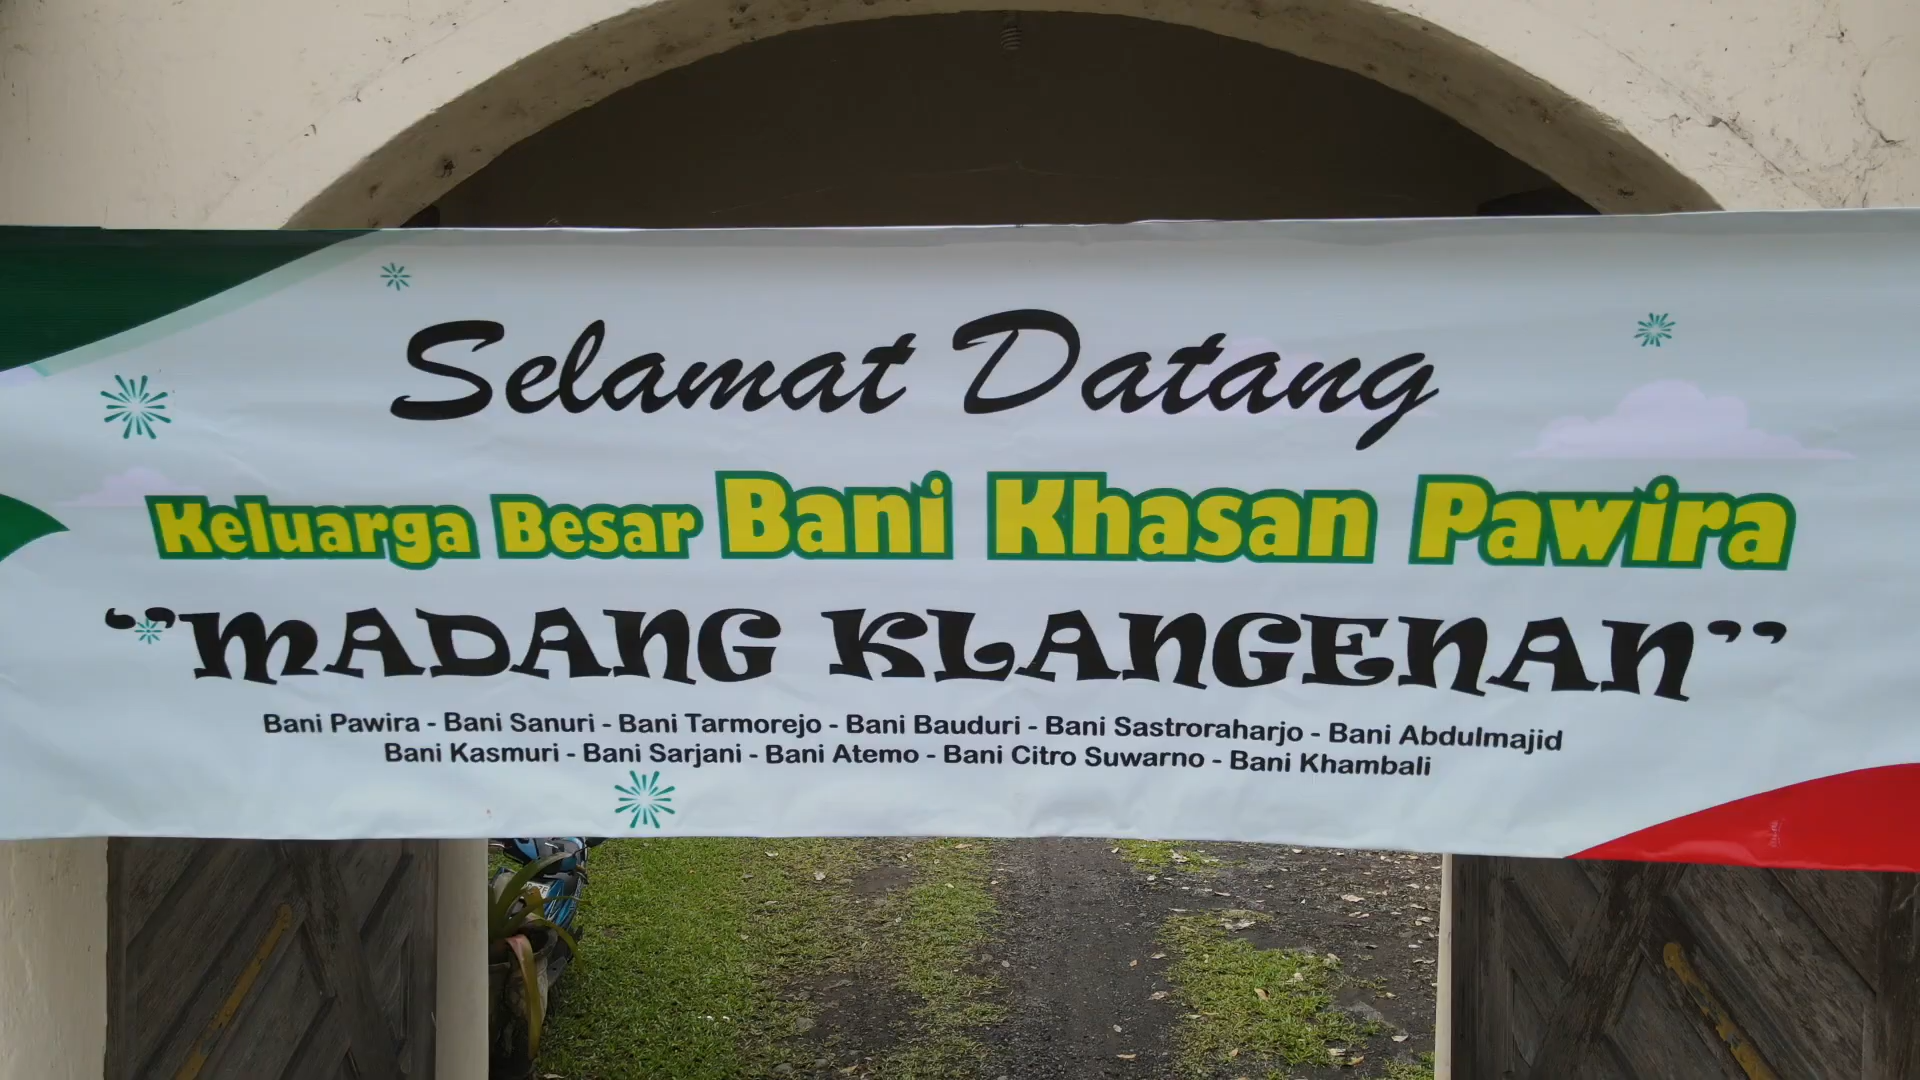 Selamat Datang
Keluarga Besar Bani Khasan Pawira
“MADANG KLANGENAN”
Bani Pawira - Bani Sanuri - Bani Tarmorejo - Bani Bauduri - Bani Sastroraharjo - Bani Abdulmajid
Bani Kasmuri - Bani Sarjani - Bani Atemo - Bani Citro Suwarno - Bani Khambali